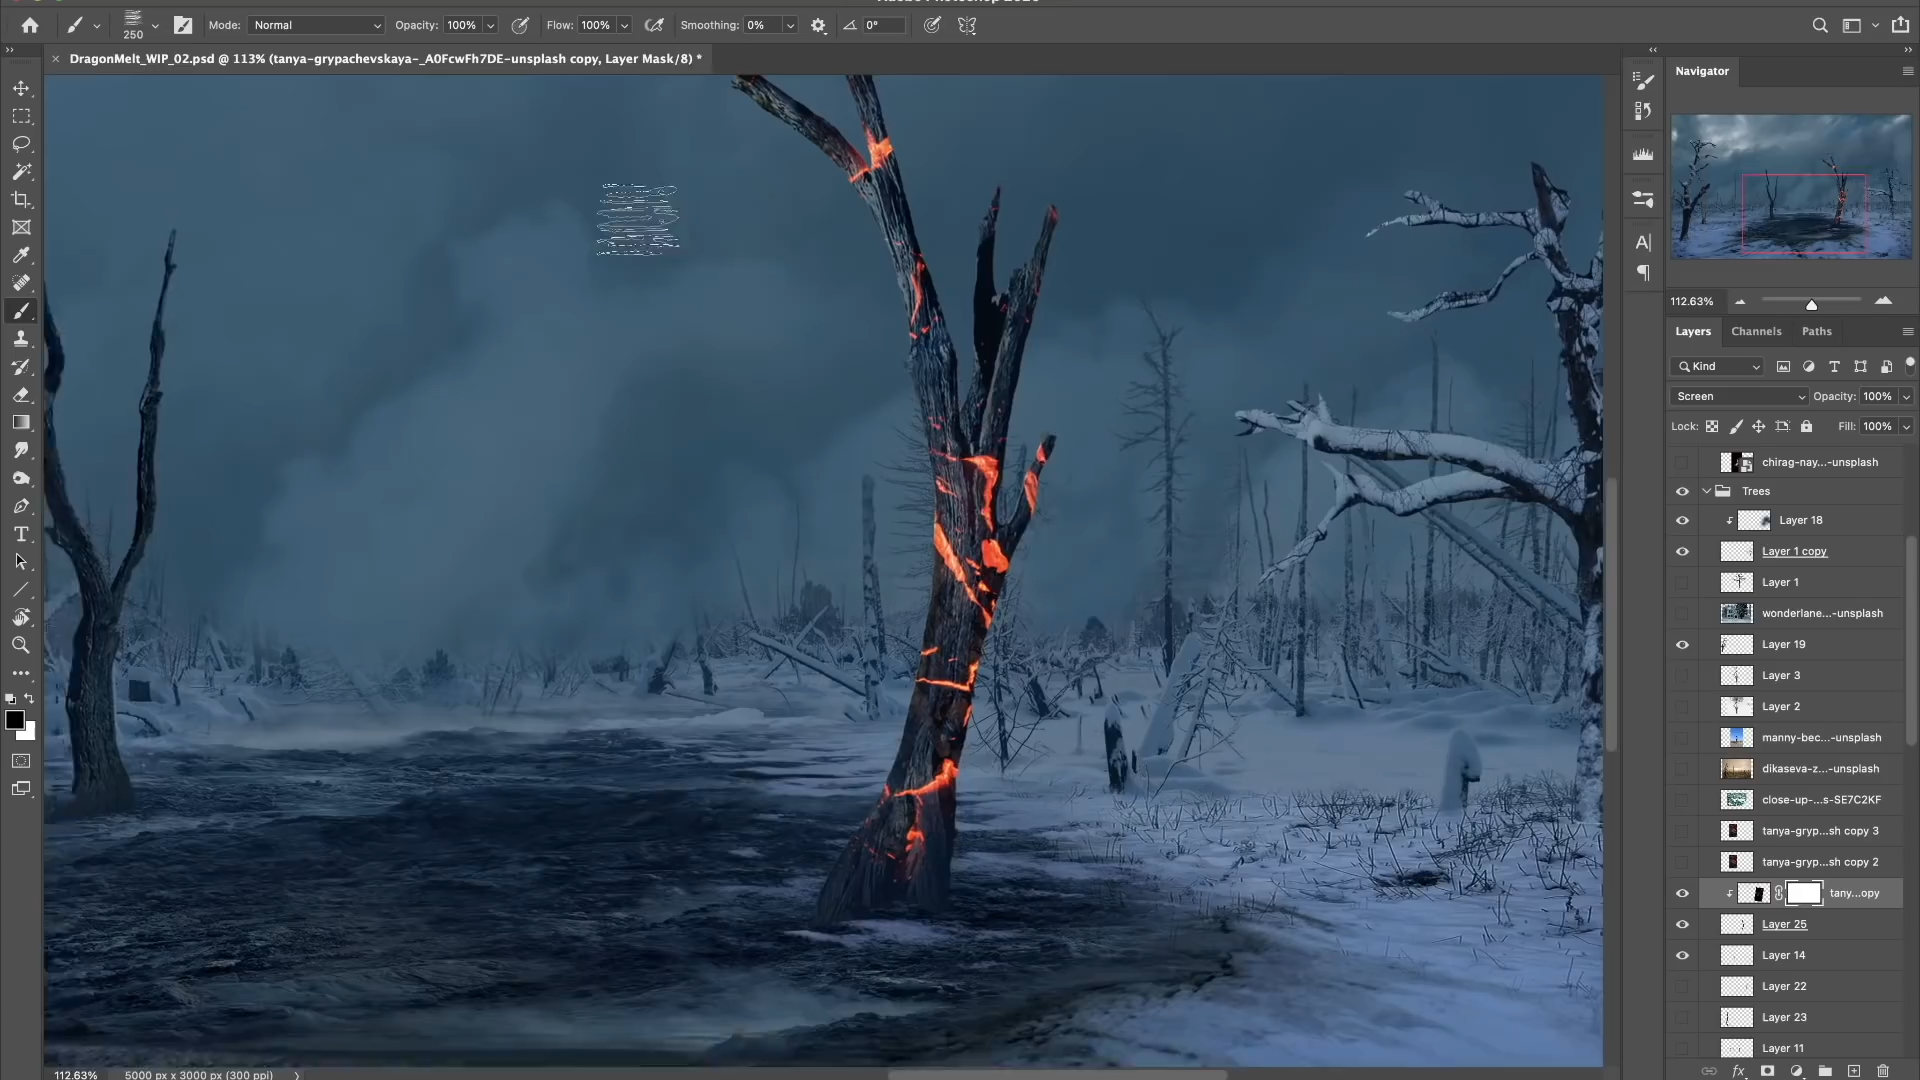 250
Mode: Normal
Opacity: 100%
Flow: 100%
Smoothing: 0%
0°
DragonMelt_WIP_02.psd @ 113% (tanya-grypachevskaya-_A0FcwFh7DE-unsplash copy, Layer Mask/8) *
Navigator
112.63%
Layers
Channels
Paths
Kind
Screen
Opacity: 100%
Lock:
Fill: 100%
chirag-nay...-unsplash
Trees
Layer 18
Layer 1 copy
Layer 1
wonderlane...-unsplash
Layer 19
Layer 3
Layer 2
manny-bec...-unsplash
dikaseva-z...-unsplash
close-up-...s-SE7C2KF
tanya-gryp...sh copy 3
tanya-gryp...sh copy 2
tany...opy
Layer 25
Layer 14
Layer 22
Layer 23
Layer 11
fx
112.63%
5000 px x 3000 px (300 ppi)